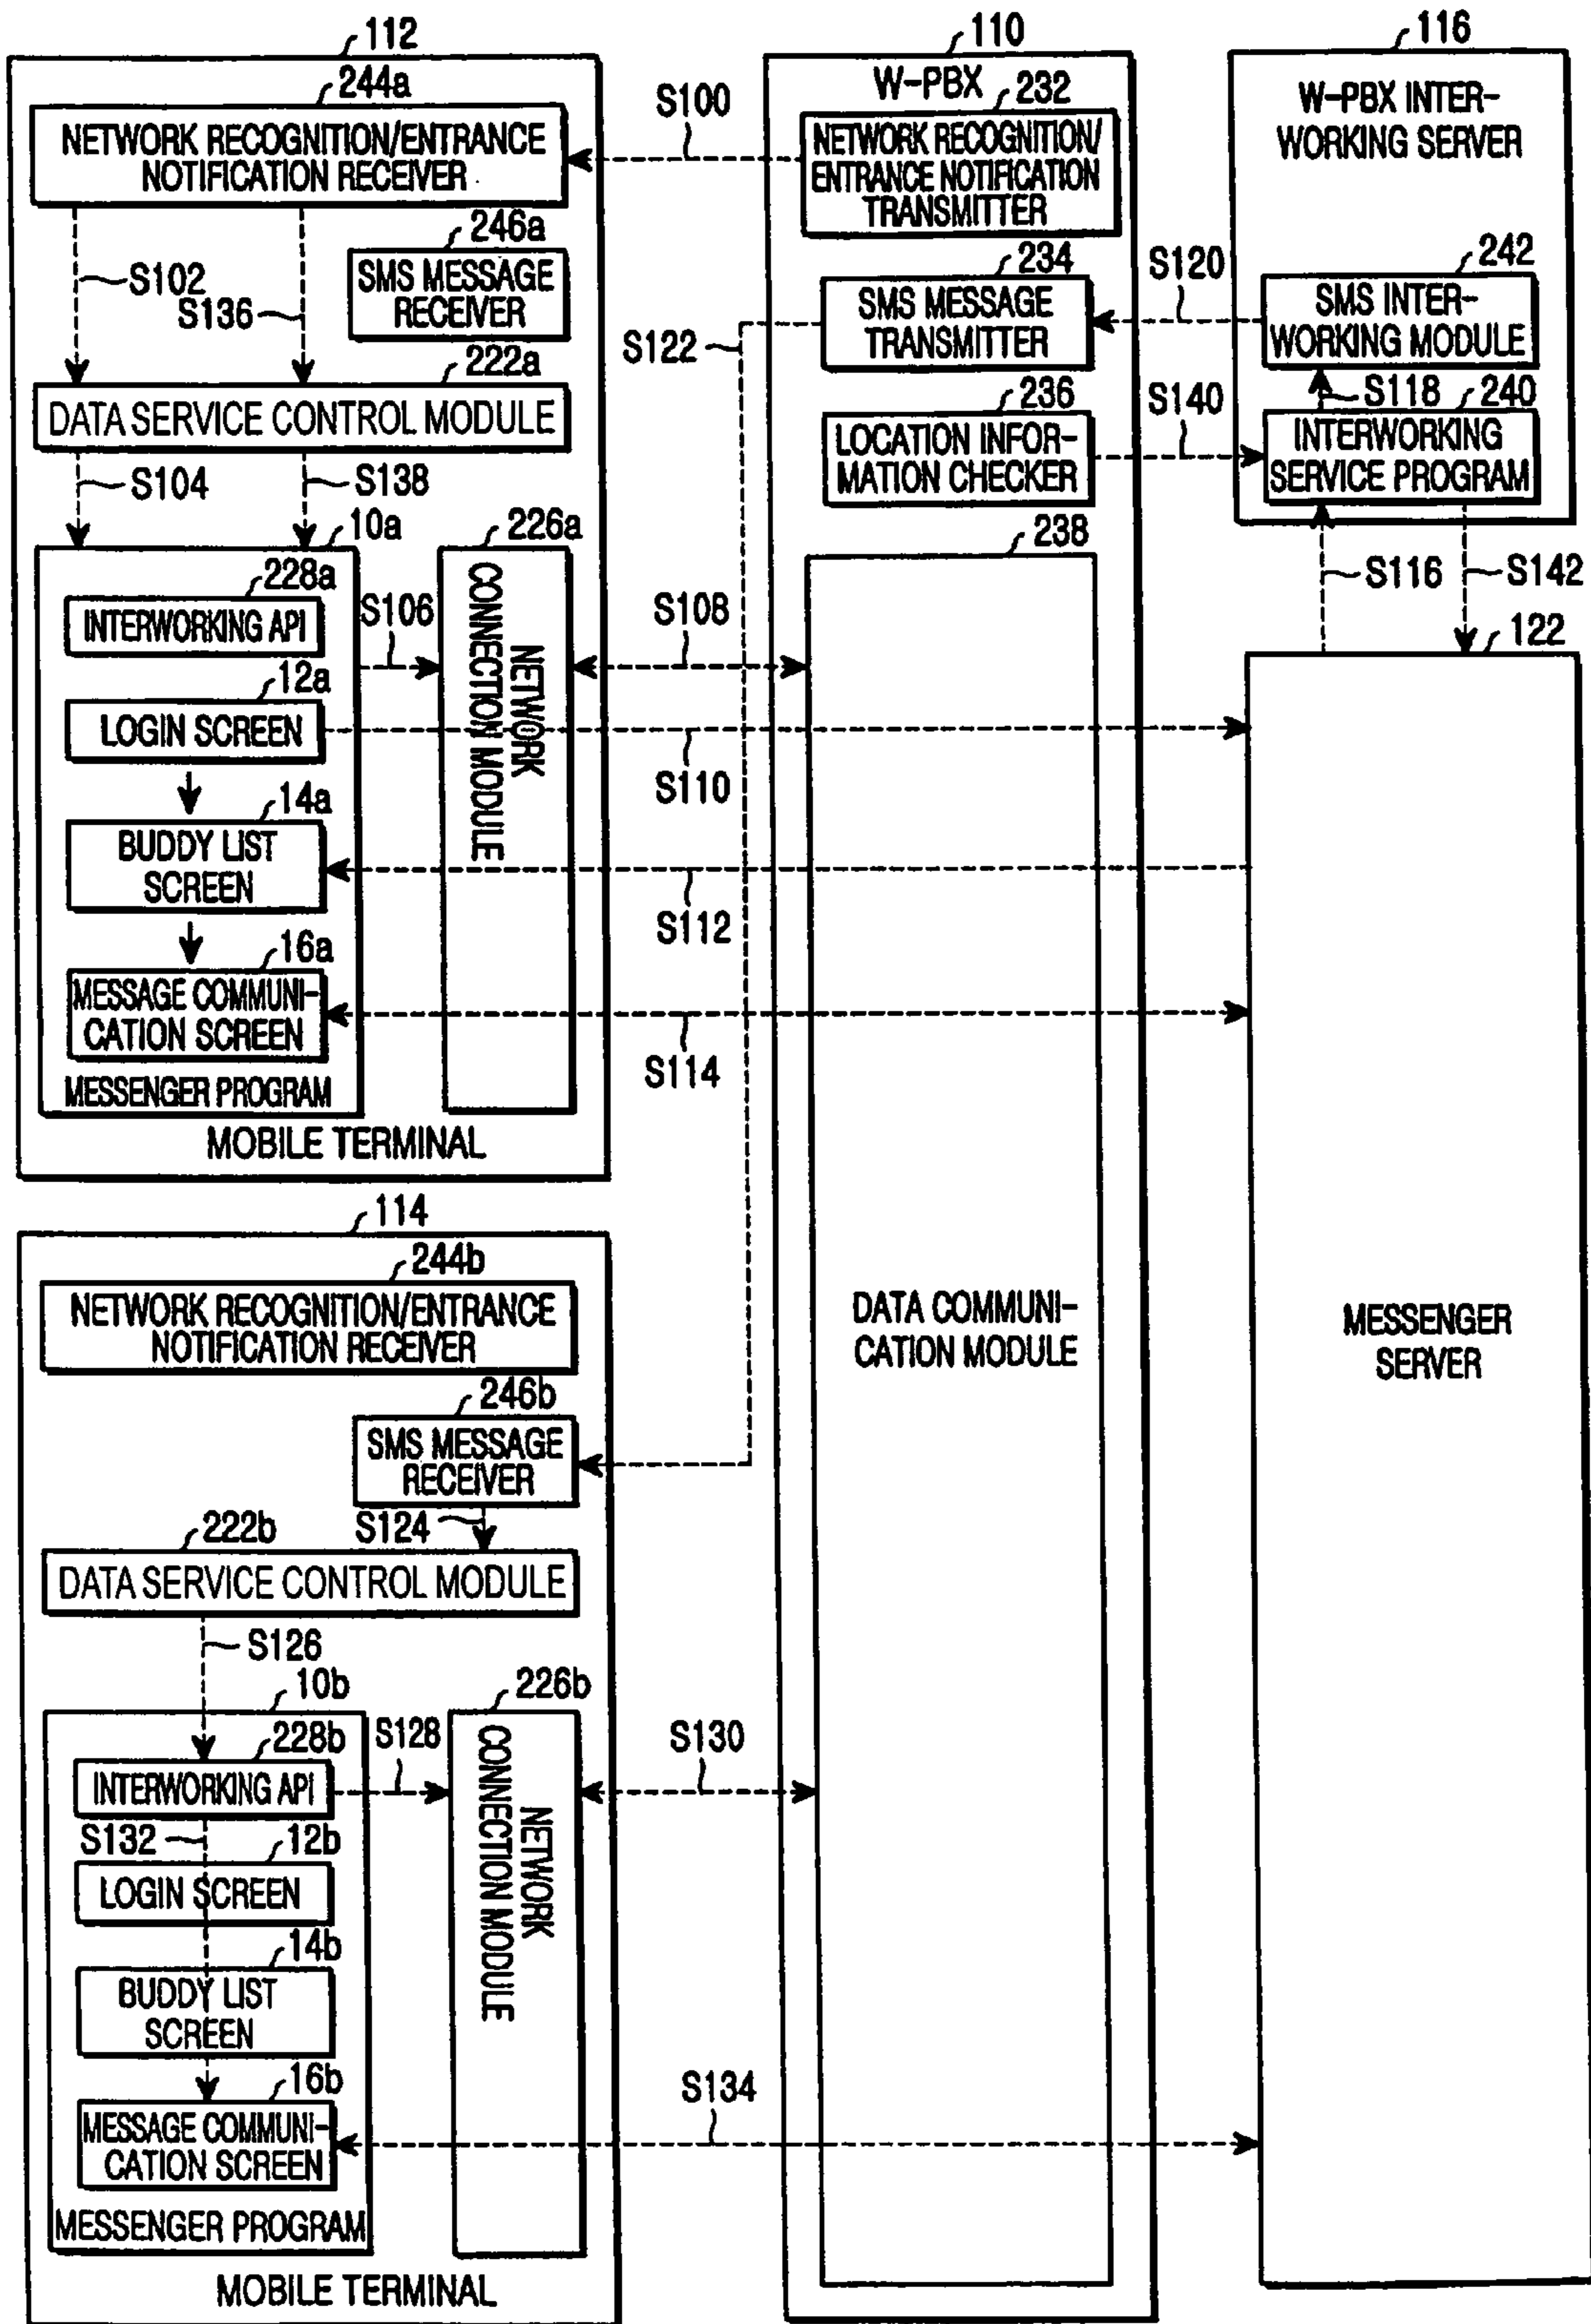 112
244a
NETWORK RECOGNITION/ENTRANCE
NOTIFICATION RECEIVER
246a
SMS MESSAGE
RECEIVER
S102
S136
222a
DATA SERVICE CONTROL MODULE
S104
S138
10a
228a
INTERWORKING API
12a
LOGIN SCREEN
14a
BUDDY LIST
SCREEN
16a
MESSAGE COMMUNI-
CATION SCREEN
MESSENGER PROGRAM
S106
226a
NETWORK
CONNECTION MODULE
MOBILE TERMINAL
S100
S122
S108
S110
S112
S114
110
W-PBX
232
NETWORK RECOGNITION/
ENTRANCE NOTIFICATION
TRANSMITTER
234
SMS MESSAGE
TRANSMITTER
236
LOCATION INFOR-
MATION CHECKER
238
DATA COMMUNI-
CATION MODULE
S120
S140
116
W-PBX INTER-
WORKING SERVER
242
SMS INTER-
WORKING MODULE
S118
240
INTERWORKING
SERVICE PROGRAM
S116
S142
122
MESSENGER
SERVER
114
244b
NETWORK RECOGNITION/ENTRANCE
NOTIFICATION RECEIVER
246b
SMS MESSAGE
RECEIVER
S124
222b
DATA SERVICE CONTROL MODULE
S126
10b
228b
INTERWORKING API
S132
12b
LOGIN SCREEN
14b
BUDDY LIST
SCREEN
16b
MESSAGE COMMUNI-
CATION SCREEN
MESSENGER PROGRAM
S128
226b
NETWORK
CONNECTION MODULE
MOBILE TERMINAL
S130
S134